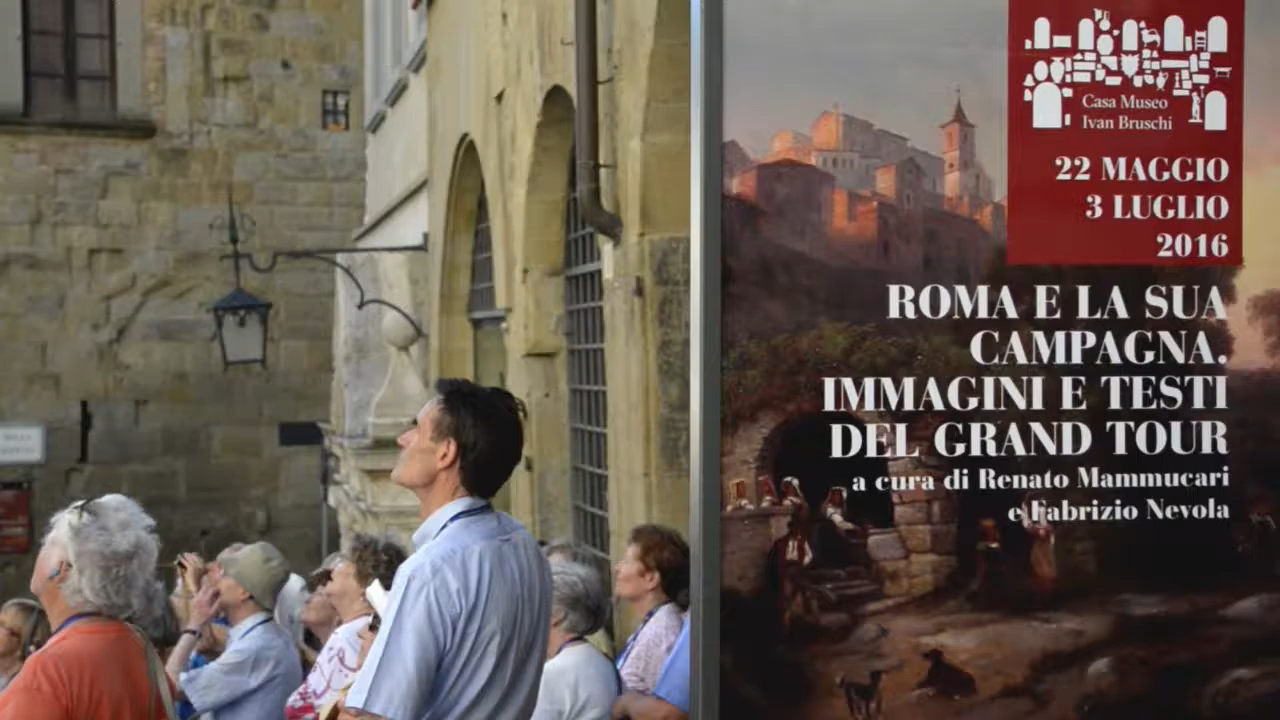 Casa Museo
Ivan Bruschi
22 MAGGIO
3 LUGLIO
2016
ROMA E LA SUA
CAMPAGNA.
IMMAGINI E TESTI
DEL GRAND TOUR
a cura di Renato Mammucari
e Fabrizio Nevola